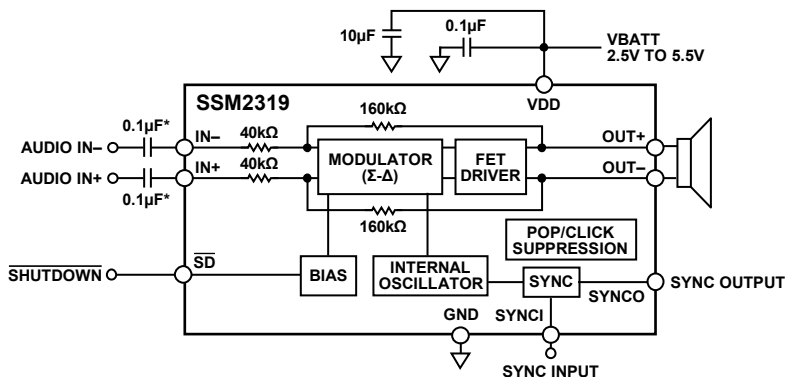 10µF
0.1µF
VBATT
2.5V TO 5.5V
SSM2319
VDD
160kΩ
0.1µF*
40kΩ
AUDIO IN–
IN–
OUT+
MODULATOR
(Σ-Δ)
FET
DRIVER
40kΩ
AUDIO IN+
IN+
OUT–
0.1µF*
160kΩ
POP/CLICK
SUPPRESSION
SHUTDOWN
SD
BIAS
INTERNAL
OSCILLATOR
SYNC
SYNCO
SYNC OUTPUT
GND
SYNCI
SYNC INPUT